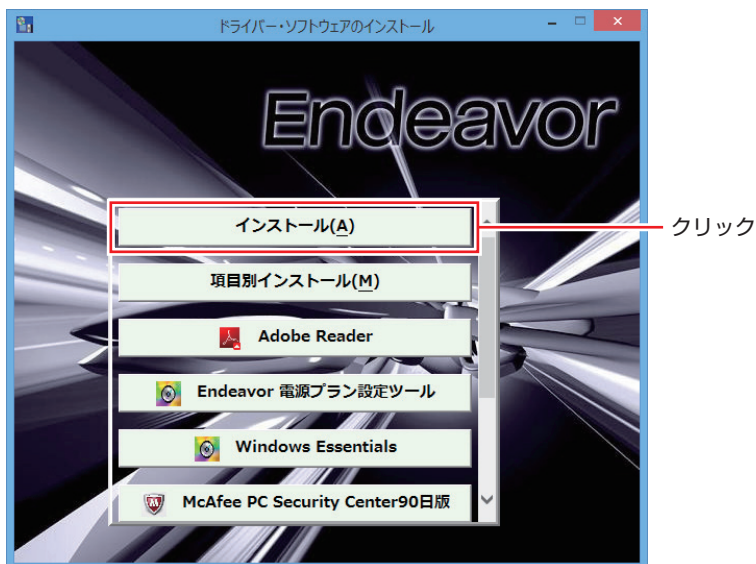 ドライバー・ソフトウェアのインストール
Endeavor
インストール(A)
クリック
項目別インストール(M)
Adobe Reader
Endeavor 電源プラン設定ツール
Windows Essentials
McAfee PC Security Center90日版